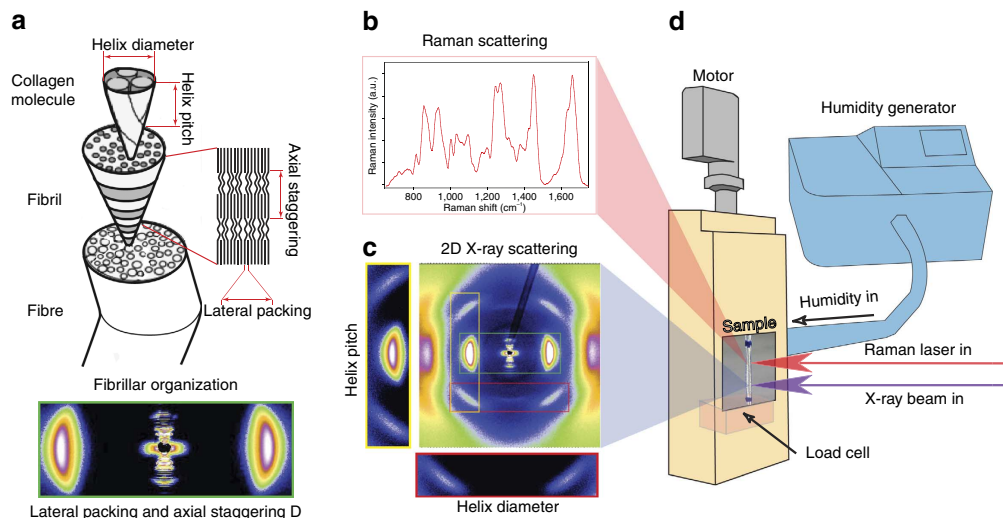 a
Helix diameter
Collagen
molecule
Helix pitch
Fibril
Axial staggering
Fibre
Lateral packing
Fibrillar organization
Lateral packing and axial staggering D
b
Raman scattering
Raman intensity (a.u.)
800 1,000 1,200 1,400 1,600
Raman shift (cm⁻¹)
c
2D X-ray scattering
Helix pitch
Helix diameter
d
Motor
Humidity generator
Humidity in
Sample
Raman laser in
X-ray beam in
Load cell